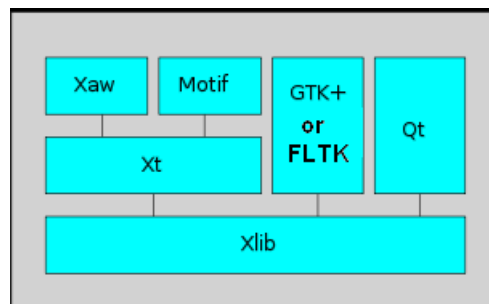 Xaw
Motif
GTK+
or
FLTK
Qt
Xt
Xlib